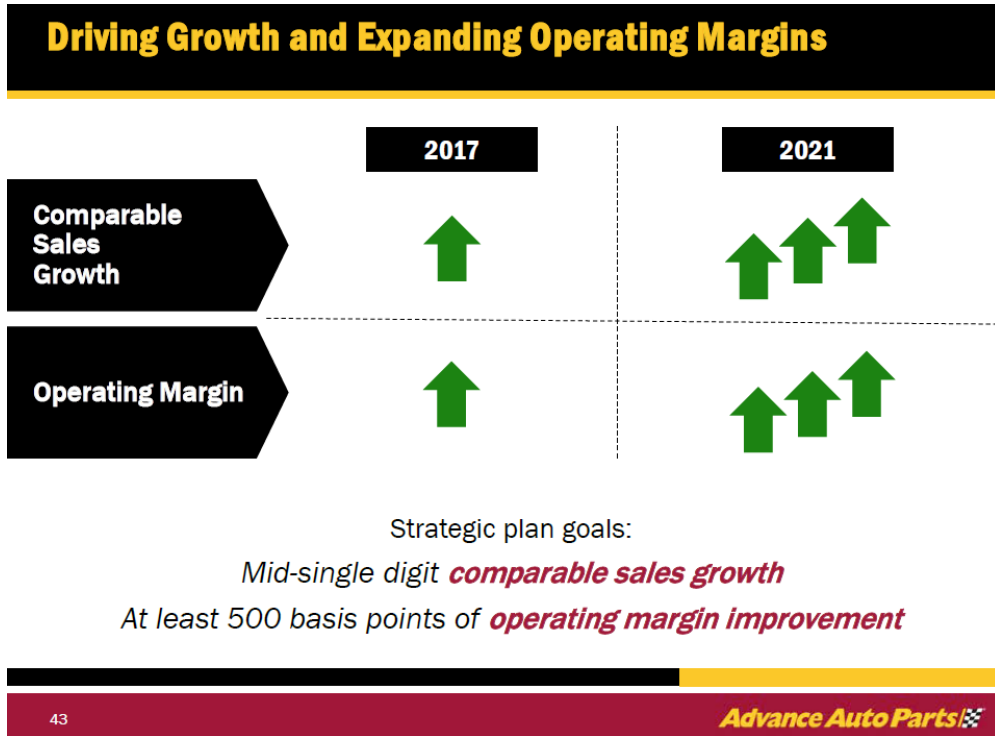 Driving Growth and Expanding Operating Margins
2017
2021
Comparable
Sales
Growth
Operating Margin
Strategic plan goals:
Mid-single digit comparable sales growth
At least 500 basis points of operating margin improvement
43
Advance Auto Parts